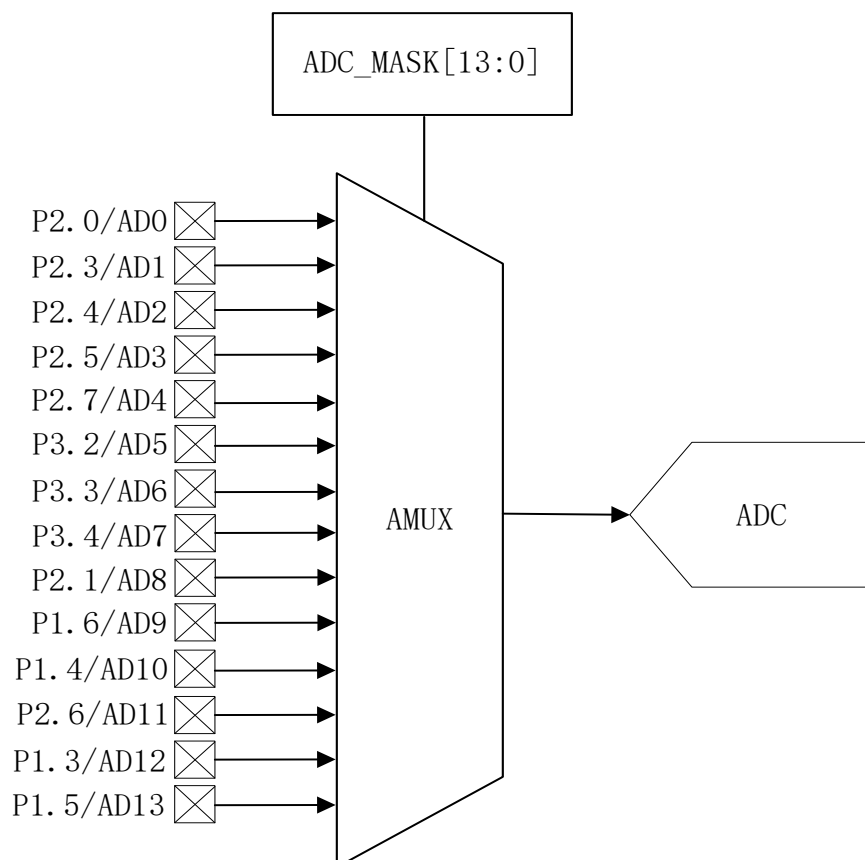 ADC_MASK[13:0]
P2.0/AD0
P2.3/AD1
P2.4/AD2
P2.5/AD3
P2.7/AD4
P3.2/AD5
P3.3/AD6
P3.4/AD7
P2.1/AD8
P1.6/AD9
P1.4/AD10
P2.6/AD11
P1.3/AD12
P1.5/AD13
AMUX
ADC